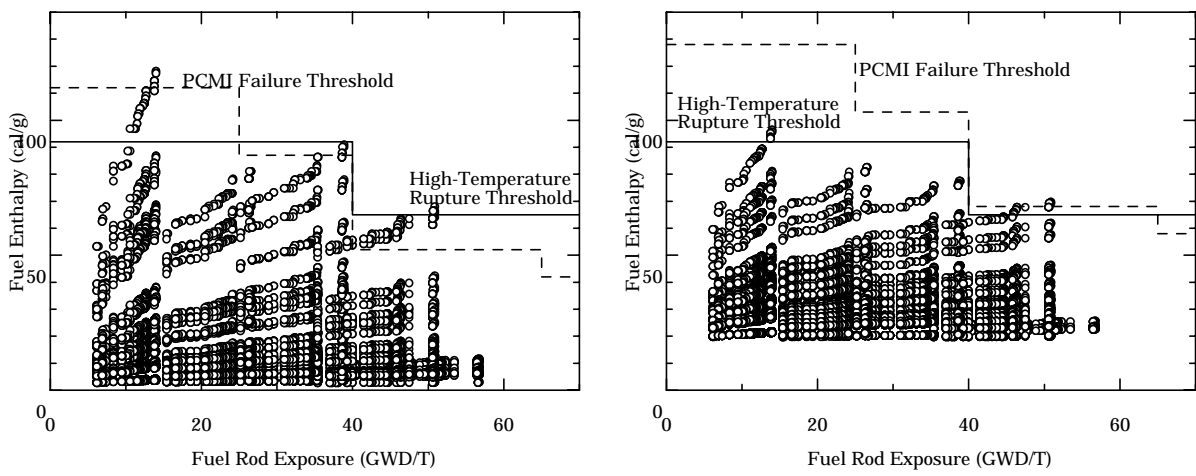 PCMI Failure Threshold
High-Temperature
Rupture Threshold
Fuel Enthalpy (cal/g)
100
50
0
0
20
40
60
Fuel Rod Exposure (GWD/T)
PCMI Failure Threshold
High-Temperature
Rupture Threshold
Fuel Enthalpy (cal/g)
100
50
0
0
20
40
60
Fuel Rod Exposure (GWD/T)